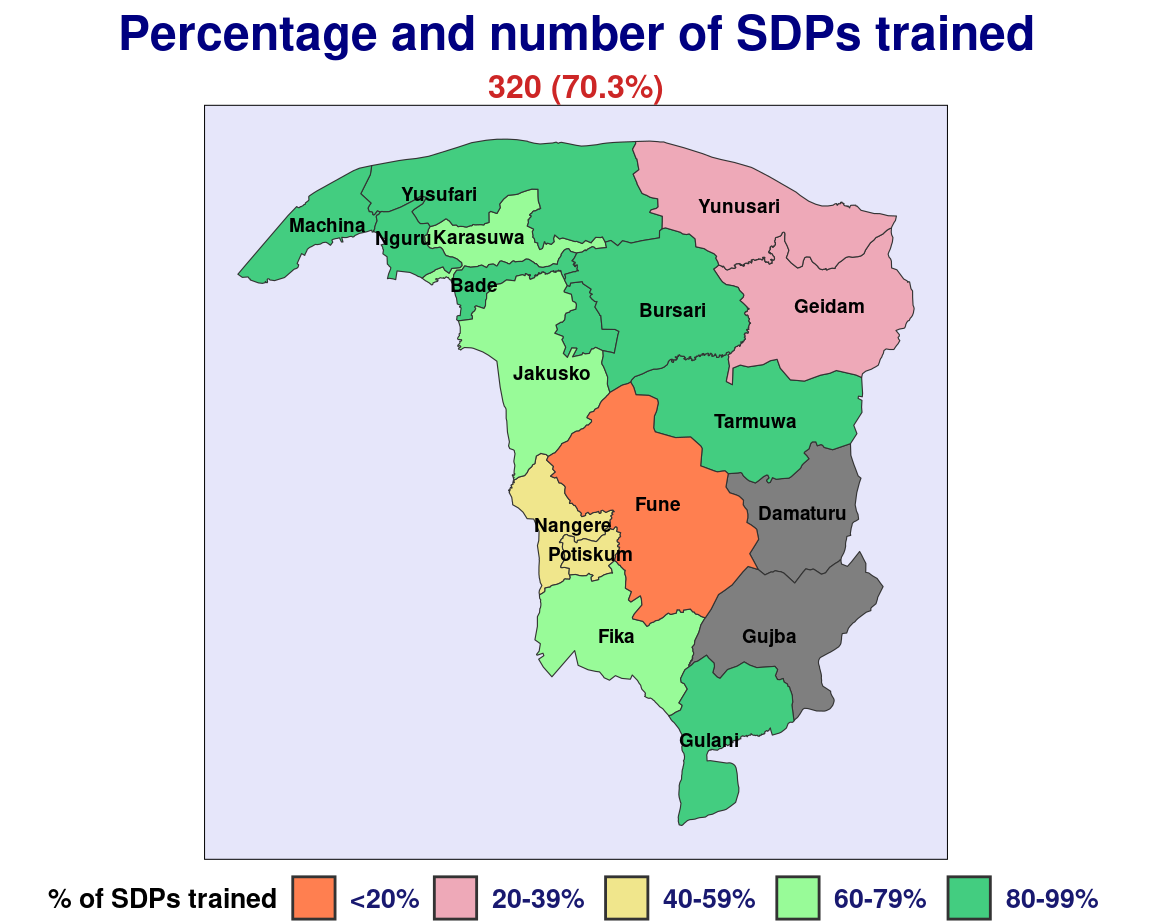 Percentage and number of SDPs trained
320 (70.3%)
Yusufari
Yunusari
Machina
Nguru
Karasuwa
Bade
Bursari
Geidam
Jakusko
Tarmuwa
Fune
Damaturu
Nangere
Potiskum
Fika
Gujba
Gulani
% of SDPs trained <20% 20-39% 40-59% 60-79% 80-99%